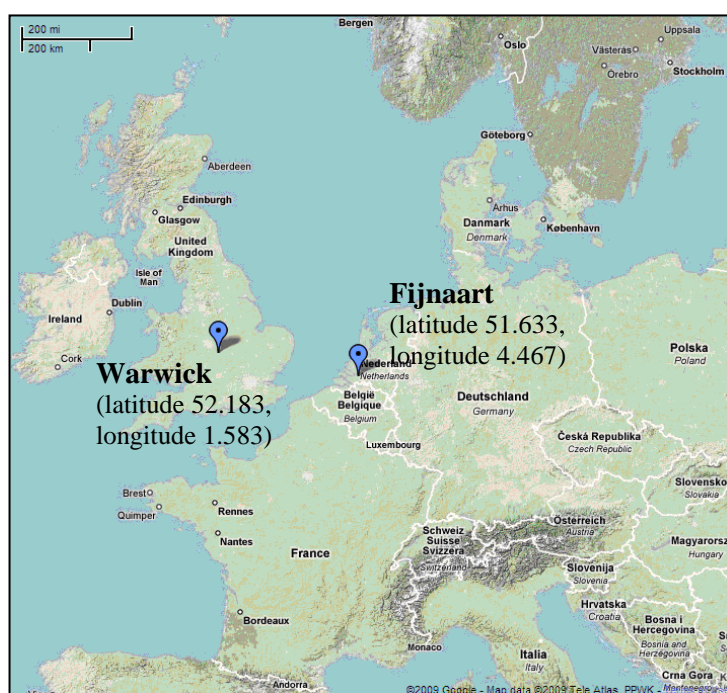 200 mi
200 km
Bergen
Oslo
Uppsala
Västeras
Örebro
Stockholm
Göteborg
Aberdeen
Edinburgh
Glasgow
United
Kingdom
Århus
Danmark
Denmark
København
Isle of
Man
Dublin
Ireland
Cork
Fijnaart
(latitude 51.633,
longitude 4.467)
Warwick
(latitude 52.183,
longitude 1.583)
Nederland
Netherlands
België
Belgique
Belgium
Deutschland
Germany
Polska
Poland
Luxembourg
Česká Republika
Czech Republic
Slovensko
Slovakia
Brest
Quimper
Rennes
Nantes
France
Schweiz
Suisse
Svizzera
Switzerland
Österreich
Austria
Magyarorsz
Hungary
Slovenija
Slovenia
Hrvatska
Croatia
Bosna i
Hercegovina
Bosnia and
Herzegovina
Bordeaux
Monaco
Italia
Italy
Andorra
Crna Gora
Montenegro
©2009 Google - Map data ©2009 Tele Atlas, PPWK -